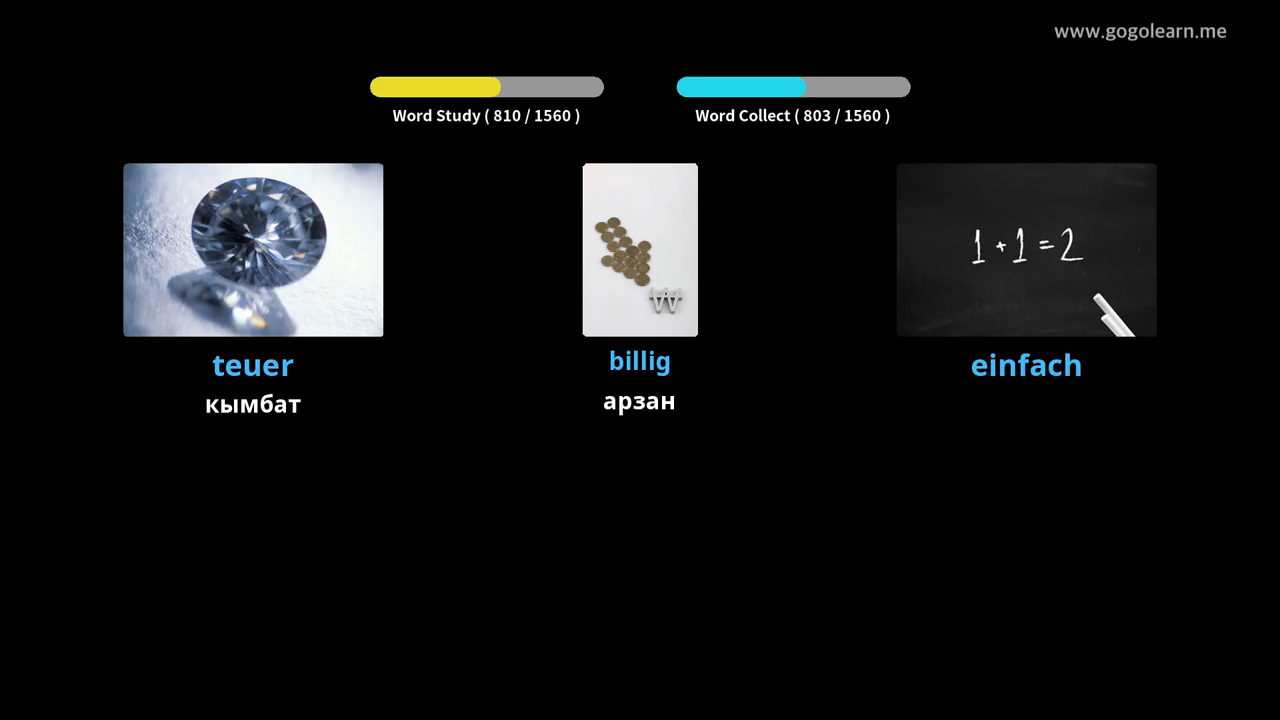 www.gogolearn.me
Word Study ( 810 / 1560 )
Word Collect ( 803 / 1560 )
1 + 1 = 2
teuer
кымбат
billig
арзан
einfach